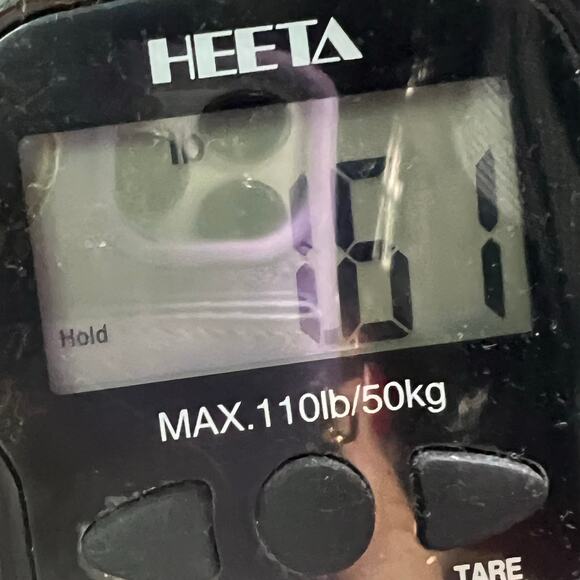 HEETA
lb
161
Hold
MAX.110lb/50kg
TARE